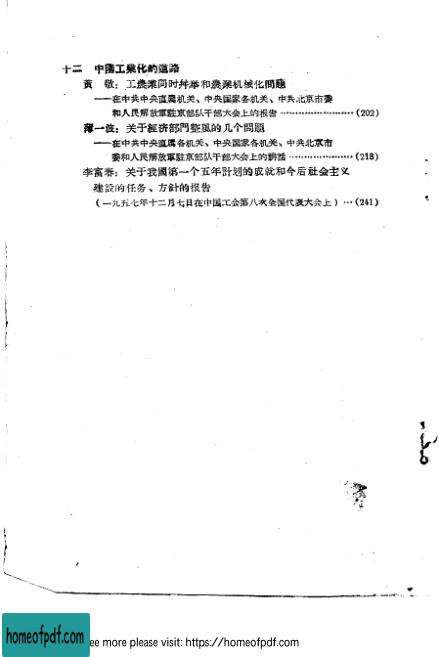 十二　中國工業化的道路
黄　敬：工農業同时并举和農業机械化問題
——在中共中央直属机关、中央国家各机关、中共北京市委
和人民解放軍駐京部队干部大会上的报告 ……………………(202)
薄一波：关于經济部門整風的几个問題
——在中共中央直属各机关、中央国家各机关、中共北京市
委和人民解放軍駐京部队干部大会上的講話 …………………(218)
李富春：关于我國第一个五年計划的成就和今后社会主义
建設的任务、方針的报告
(一九五七年十二月七日在中国工会第八次全国代表大会上) …(241)
homeofpdf.com
ee more please visit: https://homeofpdf.com